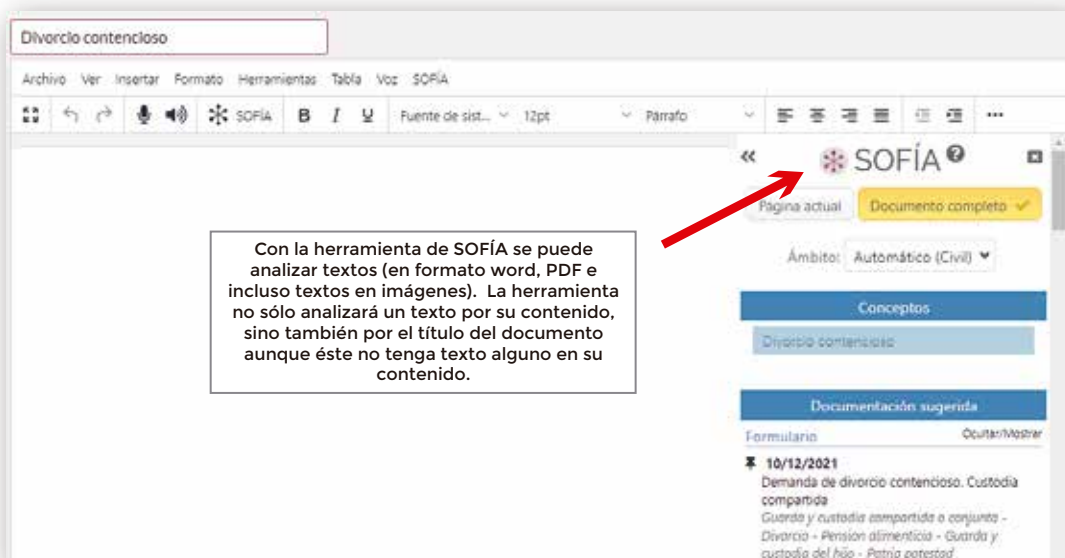 Divorcio contencioso
Archivo Ver Insertar Formato Herramientas Tabla Voz SOFÍA
SOFÍA B I U Fuente de sist... 12pt Párrafo ...
« SOFÍA ?
Página actual Documento completo
Ámbito: Automático (Civil)
Con la herramienta de SOFÍA se puede
analizar textos (en formato word, PDF e
incluso textos en imágenes). La herramienta
no sólo analizará un texto por su contenido,
sino también por el título del documento
aunque éste no tenga texto alguno en su
contenido.
Conceptos
Divorcio contencioso
Documentación sugerida
Formulario Ocultar/Mostrar
10/12/2021
Demanda de divorcio contencioso. Custodia
compartida
Guarda y custodia compartida o conjunta -
Divorcio - Pensión alimenticia - Guarda y
custodia del hijo - Patria potestad